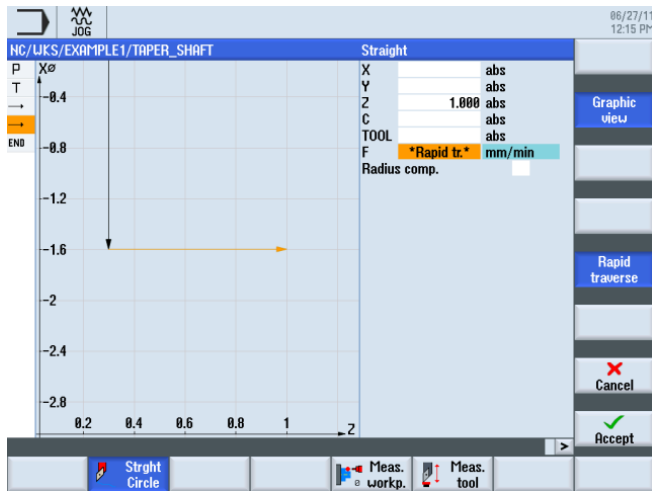 06/27/11
12:15 PM
JOG
NC/WKS/EXAMPLE1/TAPER_SHAFT
Straight
P
T
END
XØ
-0.4
-0.8
-1.2
-1.6
-2
-2.4
-2.8
0.2 0.4 0.6 0.8 1 Z
X abs
Y abs
Z 1.000 abs
C abs
TOOL abs
F *Rapid tr.* mm/min
Radius comp.
Graphic
view
Rapid
traverse
Cancel
Accept
>
Strght
Circle
Meas.
workp.
Meas.
tool